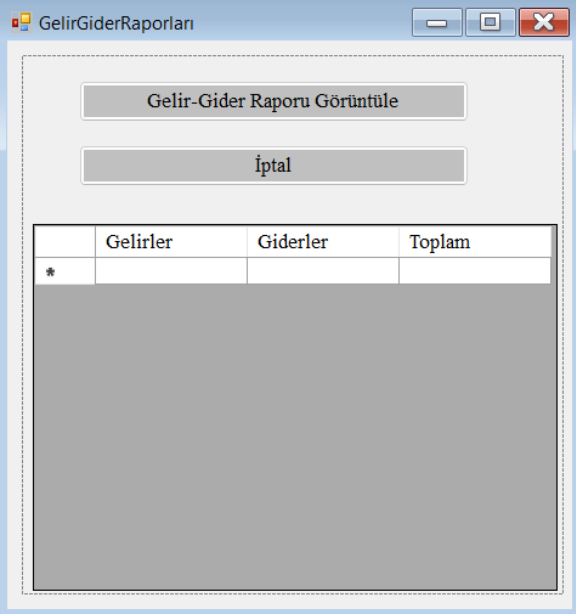 GelirGiderRaporları
Gelir-Gider Raporu Görüntüle
İptal
Gelirler Giderler Toplam
*